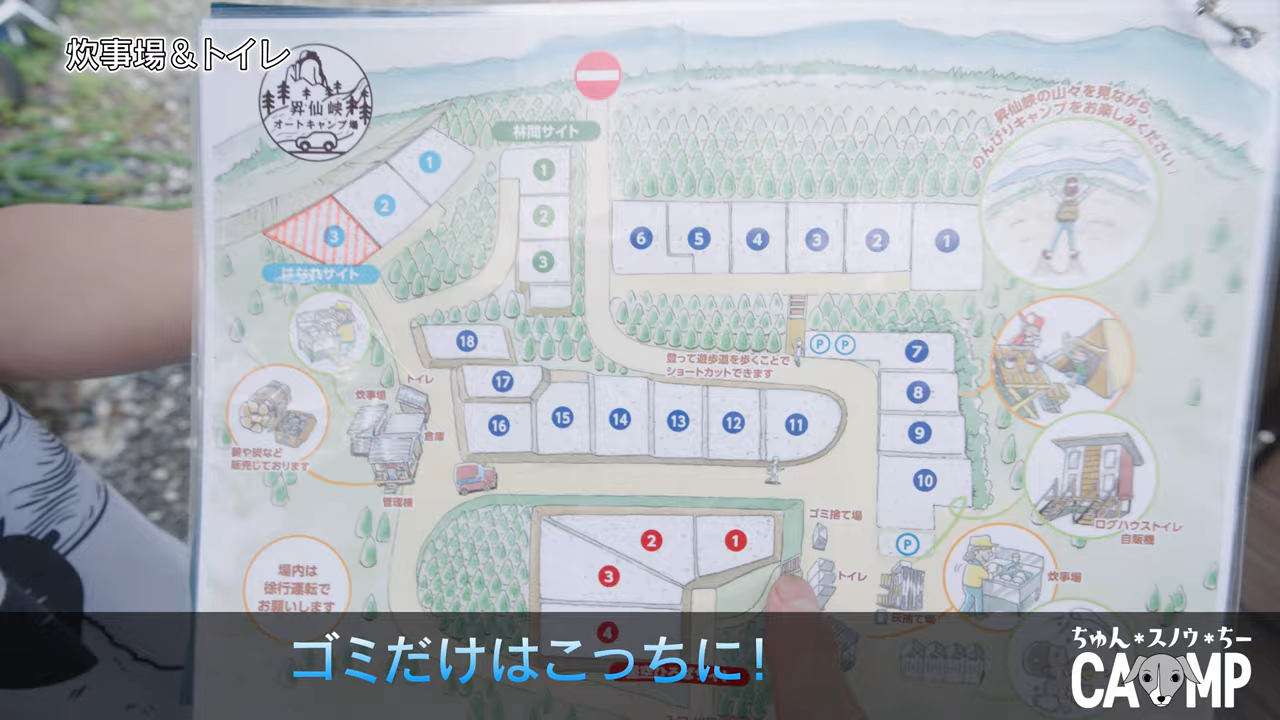 炊事場&トイレ
昇仙峡
オートキャンプ場
林間サイト
昇仙峡の山々を見ながら、
のんびりキャンプをお楽しみください♪
1
2
3
はなれサイト
1
2
3
6 5 4 3 2 1
18
17
16 15 14 13 12 11
登って遊歩道を歩くことで
ショートカットできます
P P
7
8
9
10
P
トイレ
炊事場
倉庫
管理棟
薪や炭など
販売しております
場内は
徐行運転で
お願いします
2 1
3
4
ゴミ捨て場
トイレ
灰捨て場
ログハウストイレ
自販機
炊事場
ゴミだけはこっちに!
ちゅん*スノウ*ちー
CAMP